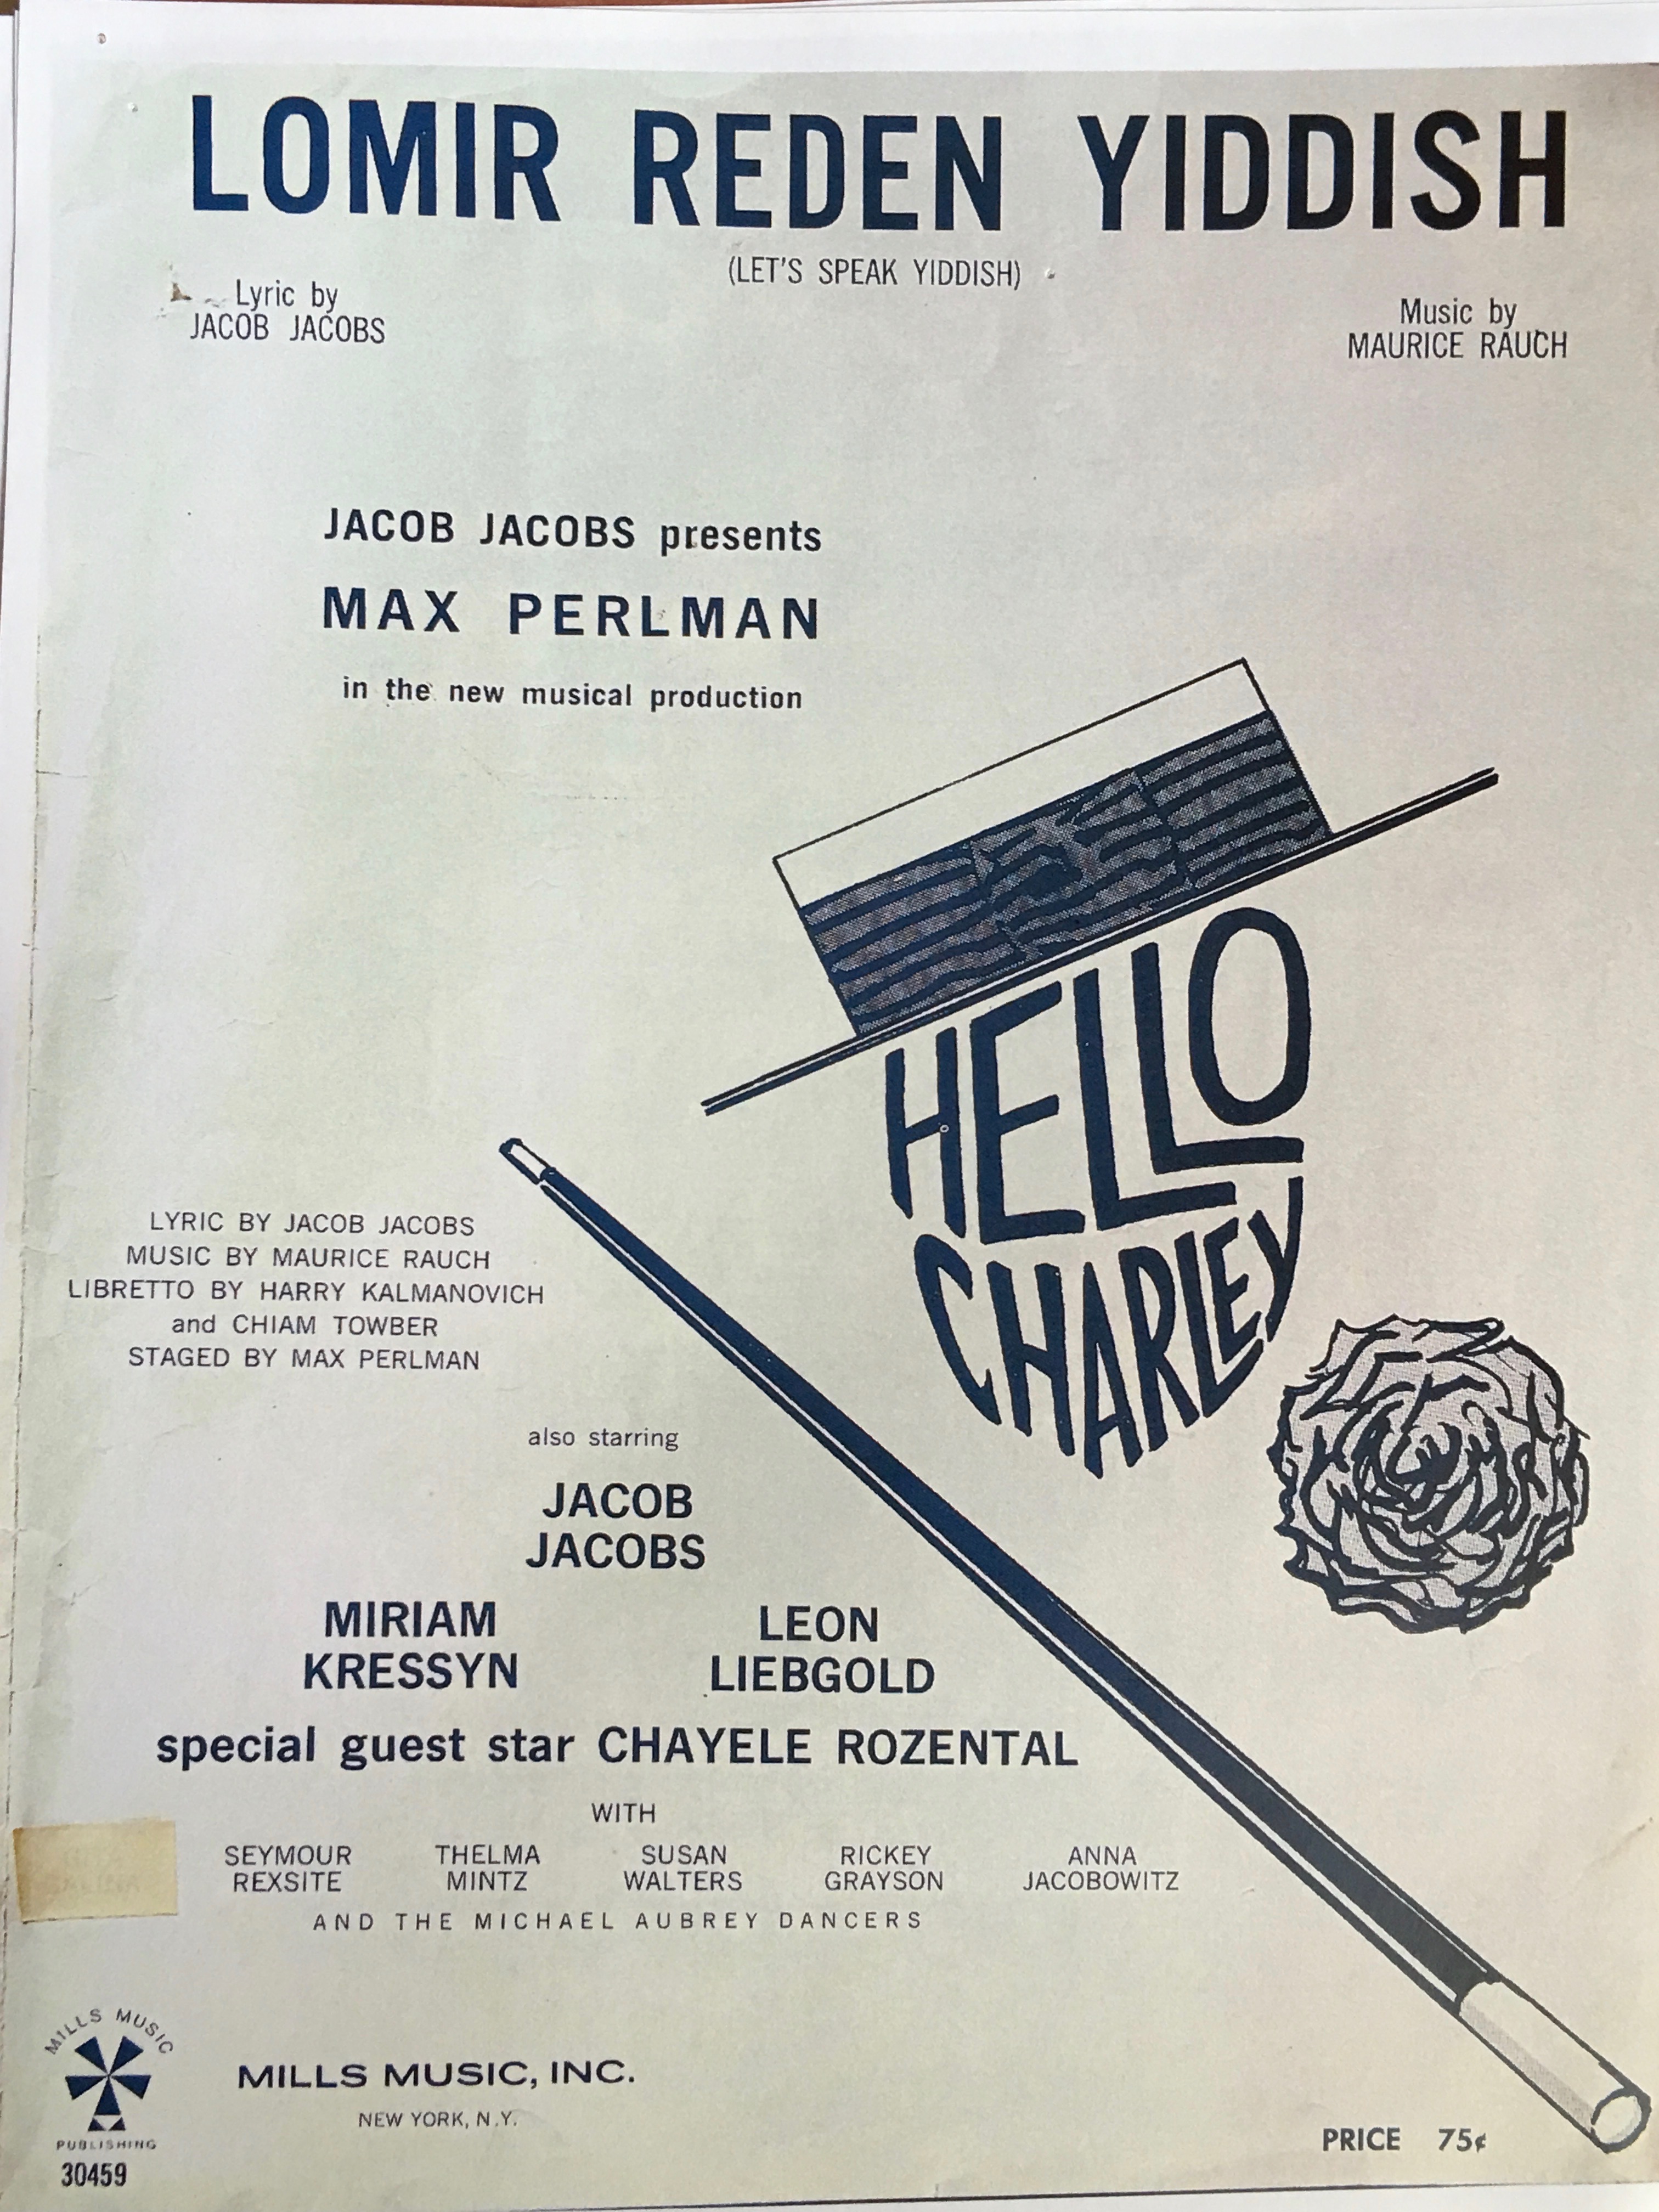 LOMIR REDEN YIDDISH
(LET'S SPEAK YIDDISH)
Lyric by
JACOB JACOBS
Music by
MAURICE RAUCH
JACOB JACOBS presents
MAX PERLMAN
in the new musical production
HELLO
CHARLEY
LYRIC BY JACOB JACOBS
MUSIC BY MAURICE RAUCH
LIBRETTO BY HARRY KALMANOVICH
and CHIAM TOWBER
STAGED BY MAX PERLMAN
also starring
JACOB
JACOBS
MIRIAM
KRESSYN
LEON
LIEBGOLD
special guest star CHAYELE ROZENTAL
WITH
SEYMOUR
REXSITE
THELMA
MINTZ
SUSAN
WALTERS
RICKEY
GRAYSON
ANNA
JACOBOWITZ
AND THE MICHAEL AUBREY DANCERS
MILLS MUSIC
PUBLISHING
30459
MILLS MUSIC, INC.
NEW YORK, N.Y.
PRICE 75¢